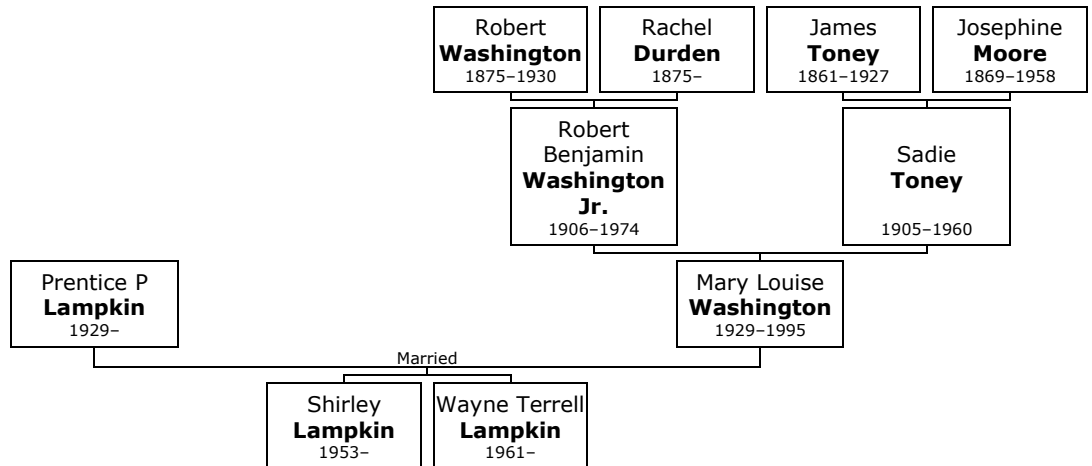 Robert
Washington
1875–1930
Rachel
Durden
1875–
James
Toney
1861–1927
Josephine
Moore
1869–1958
Robert
Benjamin
Washington
Jr.
1906–1974
Sadie
Toney
1905–1960
Prentice P
Lampkin
1929–
Mary Louise
Washington
1929–1995
Married
Shirley
Lampkin
1953–
Wayne Terrell
Lampkin
1961–